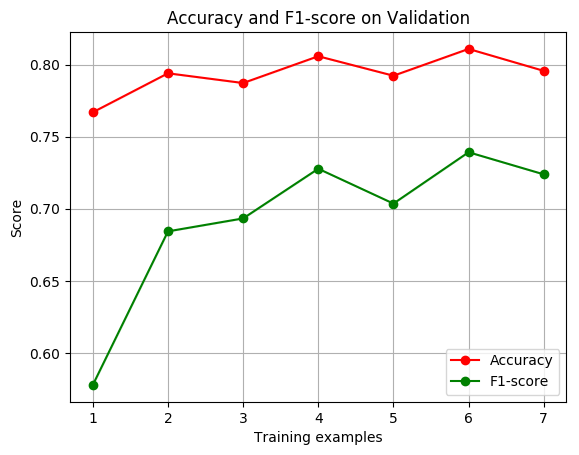 Accuracy and F1-score on Validation
0.80
0.75
0.70
0.65
0.60
Score
1 2 3 4 5 6 7
Training examples
Accuracy
F1-score